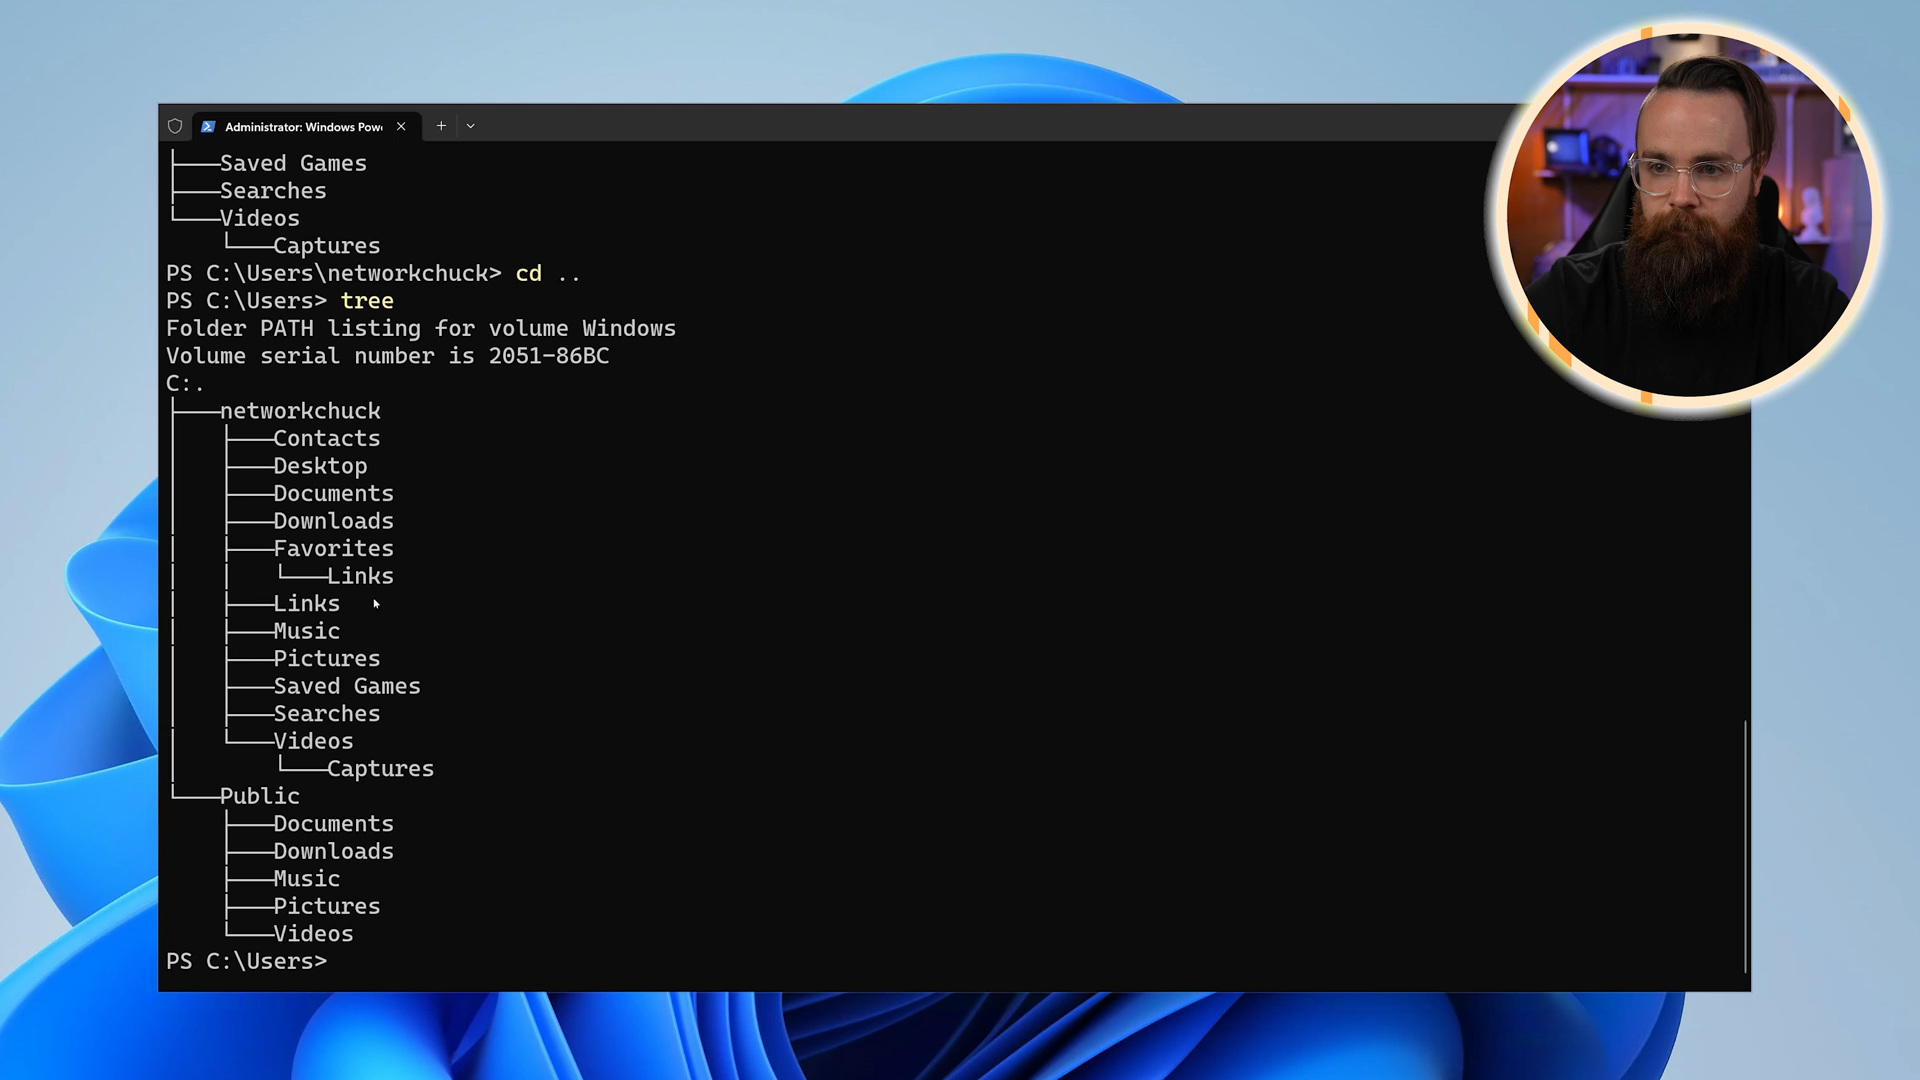 Administrator: Windows Pow
├───Saved Games
├───Searches
└───Videos
    └───Captures
PS C:\Users\networkchuck> cd ..
PS C:\Users> tree
Folder PATH listing for volume Windows
Volume serial number is 2051-86BC
C:.
├───networkchuck
│   ├───Contacts
│   ├───Desktop
│   ├───Documents
│   ├───Downloads
│   ├───Favorites
│   │   └───Links
│   ├───Links
│   ├───Music
│   ├───Pictures
│   ├───Saved Games
│   ├───Searches
│   └───Videos
│       └───Captures
└───Public
    ├───Documents
    ├───Downloads
    ├───Music
    ├───Pictures
    └───Videos
PS C:\Users>